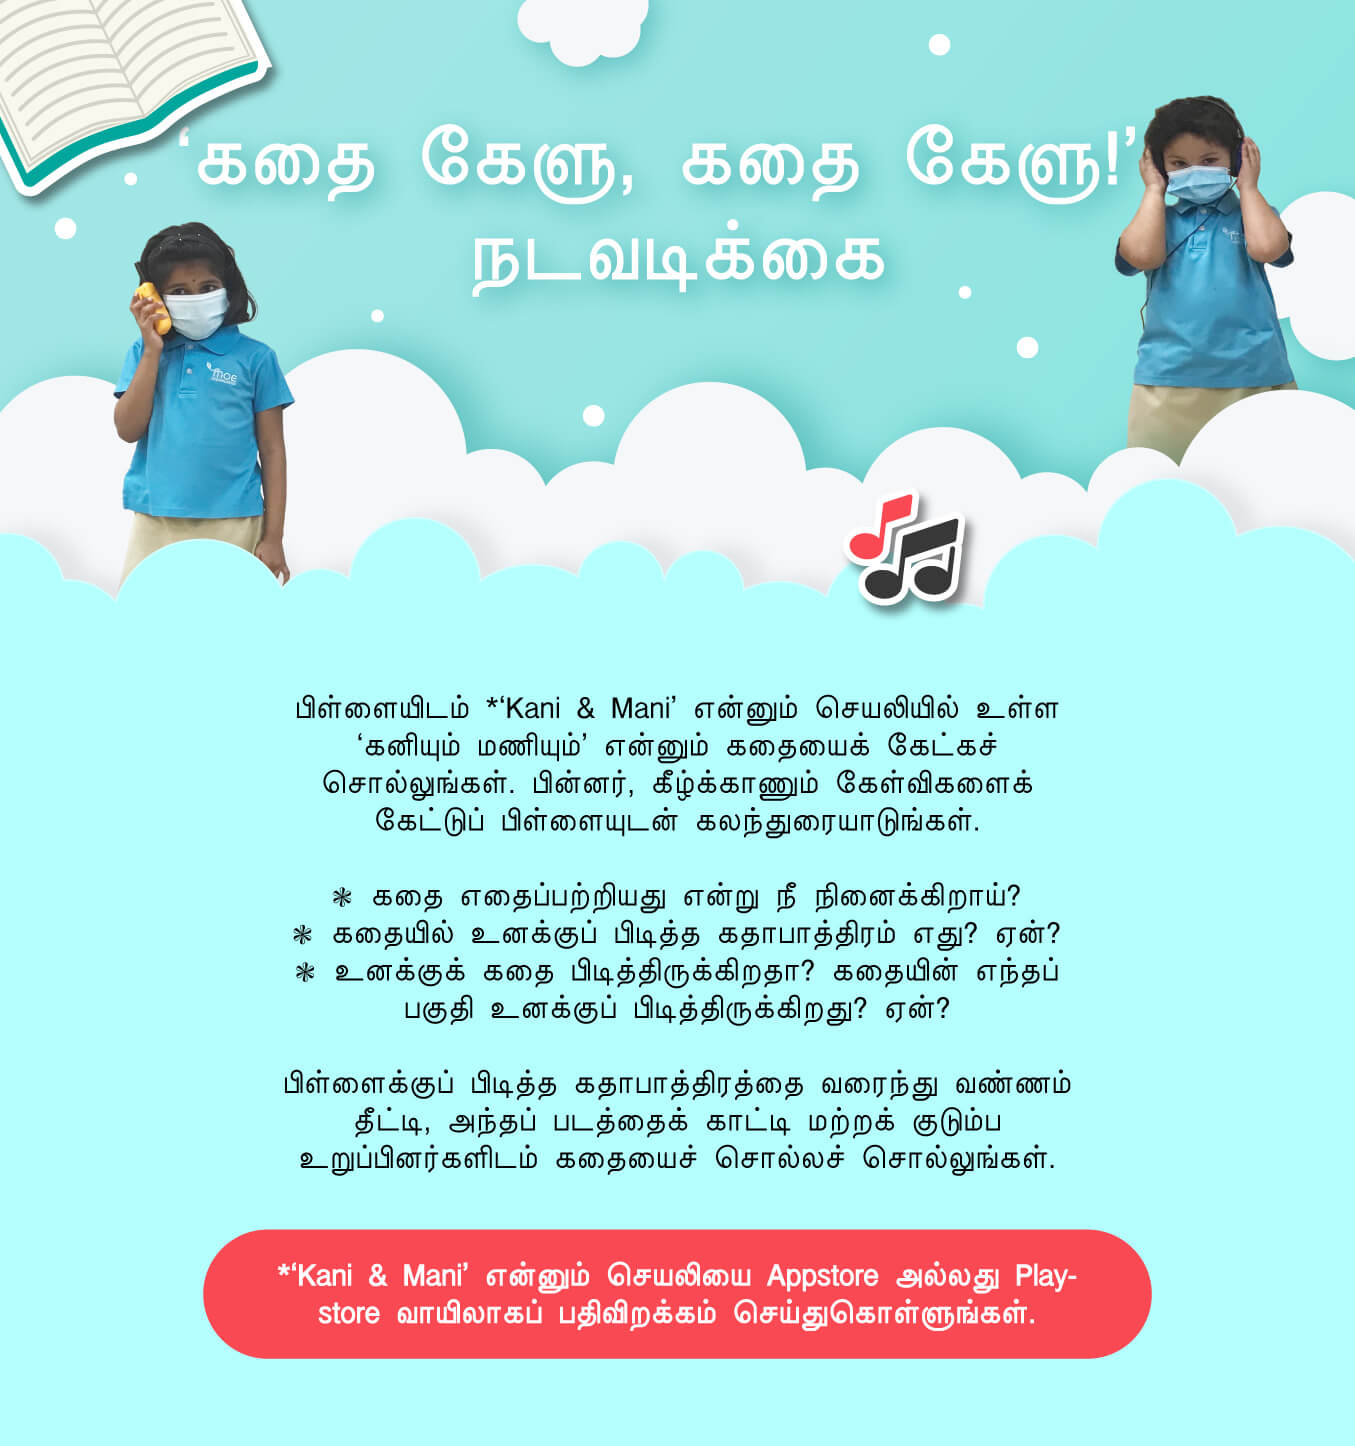 ‘கதை கேளு, கதை கேளு!’
நடவடிக்கை
moe
பிள்ளையிடம் *‘Kani & Mani’ என்னும் செயலியில் உள்ள
‘கனியும் மணியும்’ என்னும் கதையைக் கேட்கச்
சொல்லுங்கள். பின்னர், கீழ்க்காணும் கேள்விகளைக்
கேட்டுப் பிள்ளையுடன் கலந்துரையாடுங்கள்.
❃ கதை எதைப்பற்றியது என்று நீ நினைக்கிறாய்?
❃ கதையில் உனக்குப் பிடித்த கதாபாத்திரம் எது? ஏன்?
❃ உனக்குக் கதை பிடித்திருக்கிறதா? கதையின் எந்தப்
பகுதி உனக்குப் பிடித்திருக்கிறது? ஏன்?
பிள்ளைக்குப் பிடித்த கதாபாத்திரத்தை வரைந்து வண்ணம்
தீட்டி, அந்தப் படத்தைக் காட்டி மற்றக் குடும்ப
உறுப்பினர்களிடம் கதையைச் சொல்லச் சொல்லுங்கள்.
*‘Kani & Mani’ என்னும் செயலியை Appstore அல்லது Play-
store வாயிலாகப் பதிவிறக்கம் செய்துகொள்ளுங்கள்.